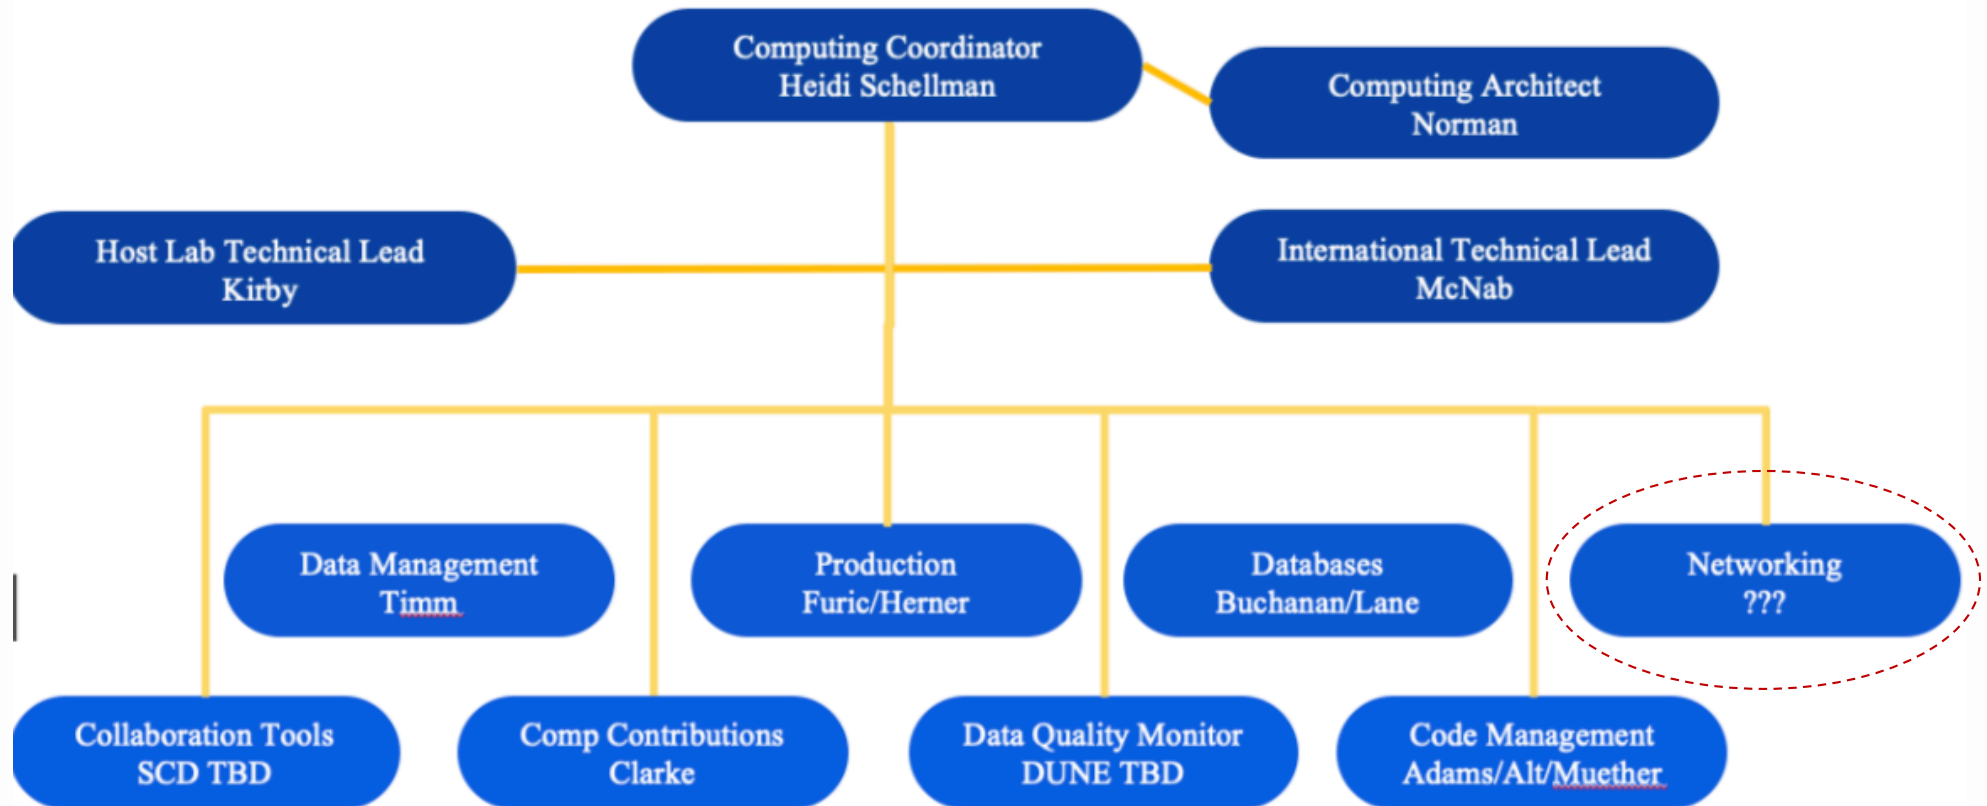 Computing Coordinator
Heidi Schellman
Computing Architect
Norman
Host Lab Technical Lead
Kirby
International Technical Lead
McNab
Data Management
Timm
Production
Furic/Herner
Databases
Buchanan/Lane
Networking
???
Collaboration Tools
SCD TBD
Comp Contributions
Clarke
Data Quality Monitor
DUNE TBD
Code Management
Adams/Alt/Muether